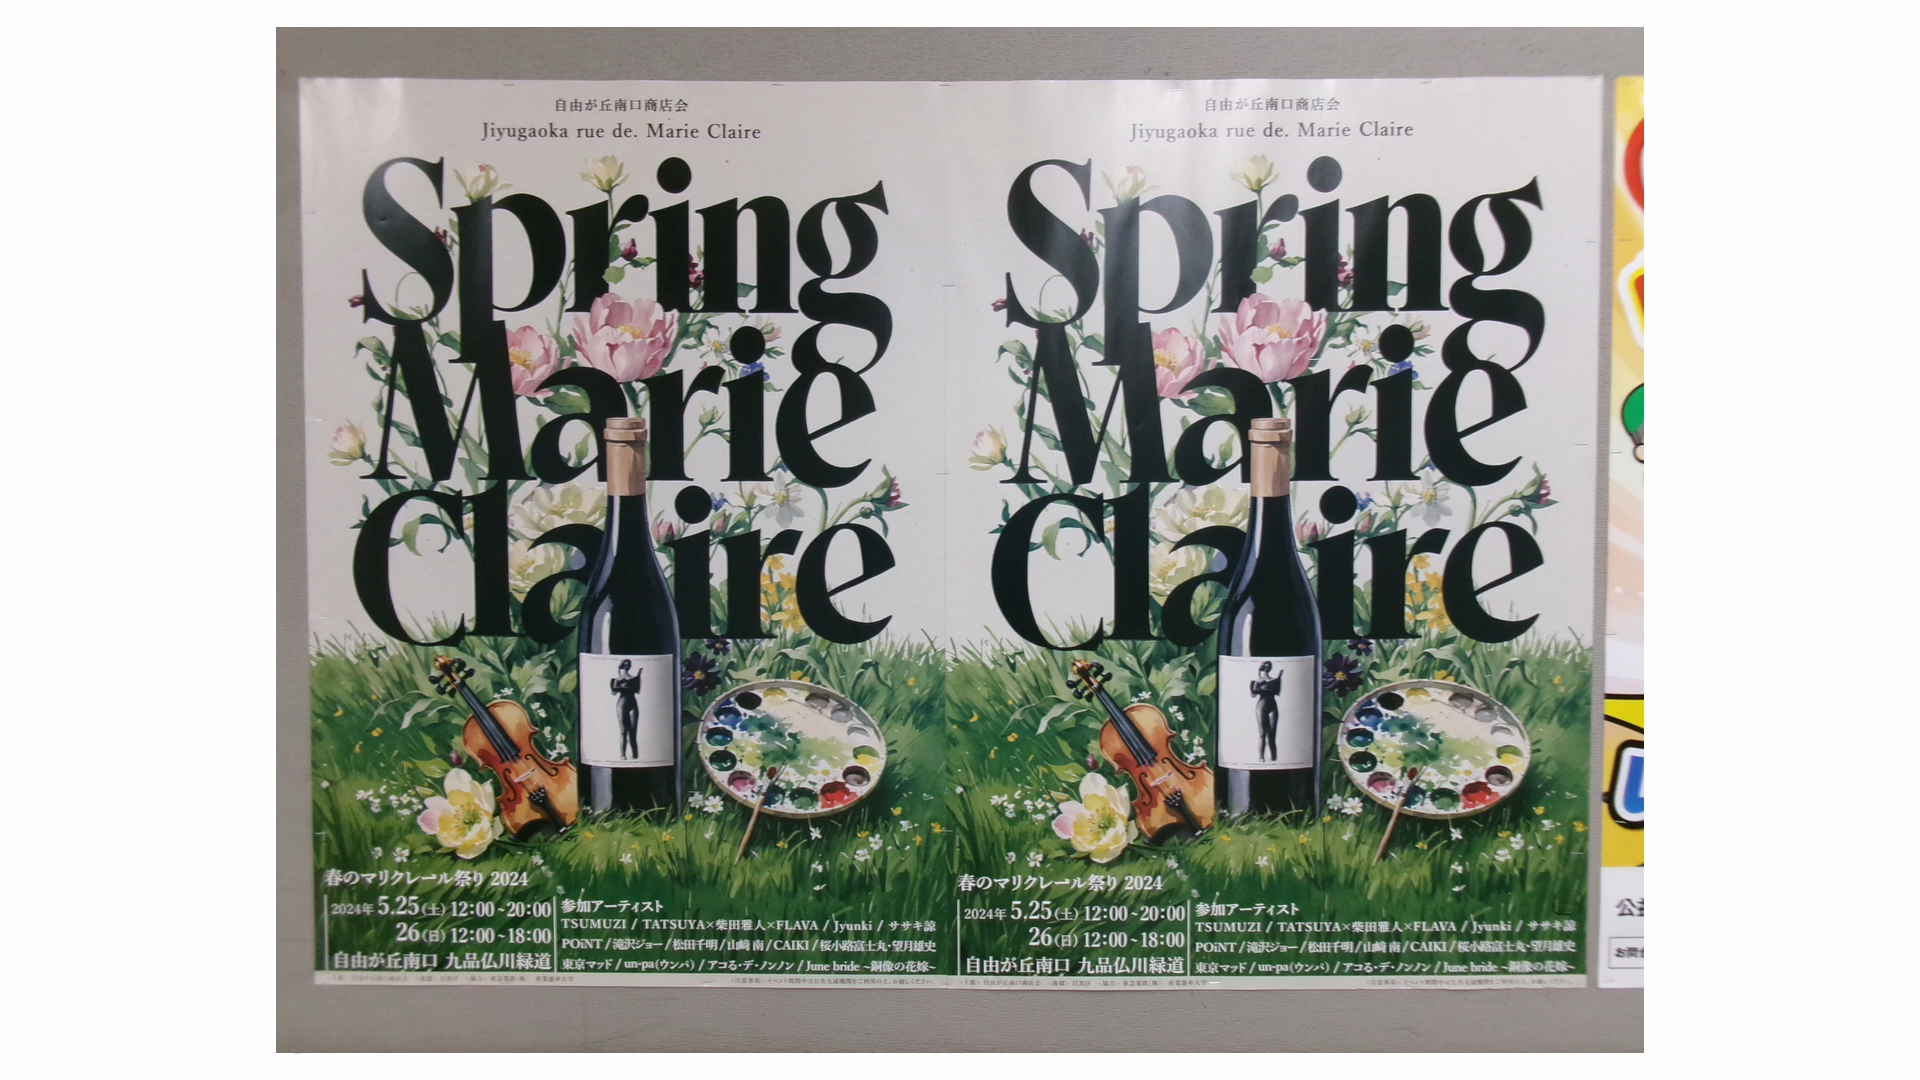 自由が丘南口商店会
Jiyugaoka rue de. Marie Claire
Spring
Marie
Claire
春のマリクレール祭り 2024
2024年 5.25(土) 12:00~20:00
26(日) 12:00~18:00
自由が丘南口 九品仏川緑道
参加アーティスト
TSUMUZI / TATSUYA×柴田雅人×FLAVA / Jyunki / ササキ諒
POiNT / 滝沢ジョー / 松田千明 / 山崎 南 / CAIKI / 桜小路富士丸・望月雄史
東京マッド / un-pa(ウンパ) / アコる・デ・ノンノン / June bride ~銅像の花嫁~
自由が丘南口商店会
Jiyugaoka rue de. Marie Claire
Spring
Marie
Claire
春のマリクレール祭り 2024
2024年 5.25(土) 12:00~20:00
26(日) 12:00~18:00
自由が丘南口 九品仏川緑道
参加アーティスト
TSUMUZI / TATSUYA×柴田雅人×FLAVA / Jyunki / ササキ諒
POiNT / 滝沢ジョー / 松田千明 / 山崎 南 / CAIKI / 桜小路富士丸・望月雄史
東京マッド / un-pa(ウンパ) / アコる・デ・ノンノン / June bride ~銅像の花嫁~